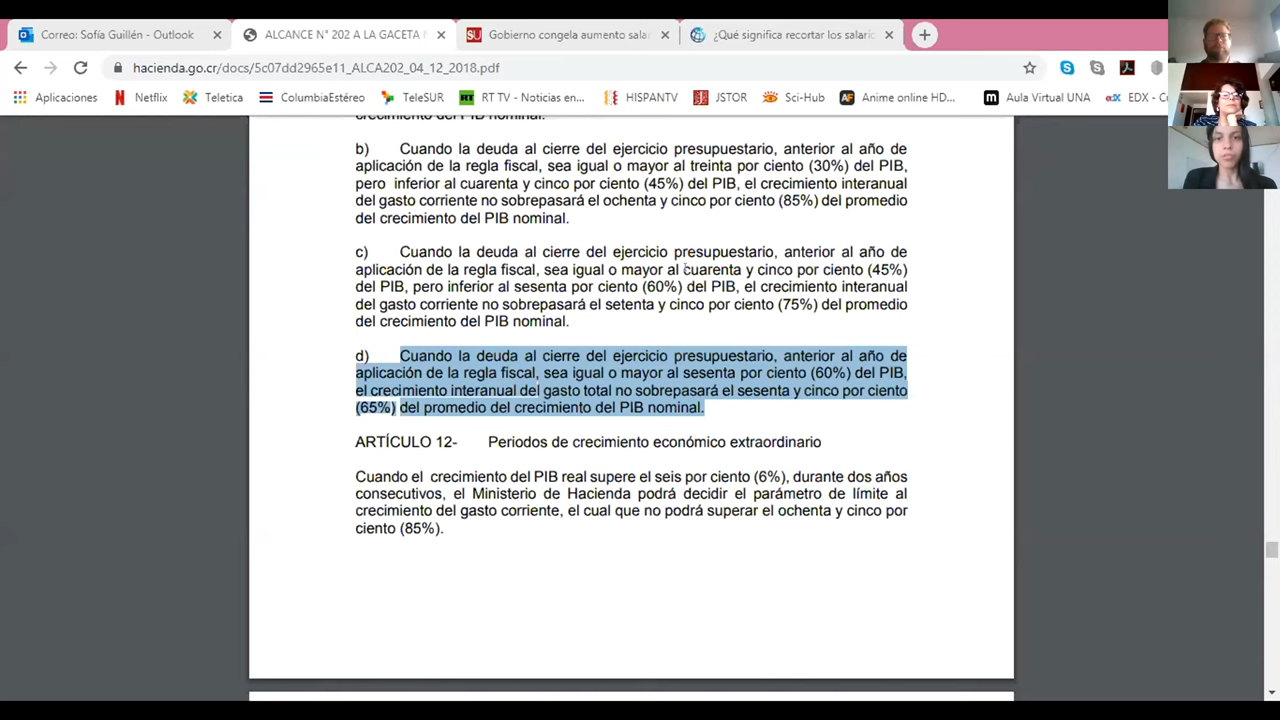 Correo: Sofía Guillén - Outlook
ALCANCE N° 202 A LA GACETA
Gobierno congela aumento sala
¿Qué significa recortar los salario
hacienda.go.cr/docs/5c07dd2965e11_ALCA202_04_12_2018.pdf
Aplicaciones Netflix Teletica ColumbiaEstéreo TeleSUR RT TV - Noticias en... HISPANTV JSTOR Sci-Hub Anime online HD... Aula Virtual UNA EDX - C
crecimiento del PIB nominal.
b) Cuando la deuda al cierre del ejercicio presupuestario, anterior al año de
aplicación de la regla fiscal, sea igual o mayor al treinta por ciento (30%) del PIB,
pero inferior al cuarenta y cinco por ciento (45%) del PIB, el crecimiento interanual
del gasto corriente no sobrepasará el ochenta y cinco por ciento (85%) del promedio
del crecimiento del PIB nominal.
c) Cuando la deuda al cierre del ejercicio presupuestario, anterior al año de
aplicación de la regla fiscal, sea igual o mayor al cuarenta y cinco por ciento (45%)
del PIB, pero inferior al sesenta por ciento (60%) del PIB, el crecimiento interanual
del gasto corriente no sobrepasará el setenta y cinco por ciento (75%) del promedio
del crecimiento del PIB nominal.
d) Cuando la deuda al cierre del ejercicio presupuestario, anterior al año de
aplicación de la regla fiscal, sea igual o mayor al sesenta por ciento (60%) del PIB,
el crecimiento interanual del gasto total no sobrepasará el sesenta y cinco por ciento
(65%) del promedio del crecimiento del PIB nominal.
ARTÍCULO 12- Periodos de crecimiento económico extraordinario
Cuando el crecimiento del PIB real supere el seis por ciento (6%), durante dos años
consecutivos, el Ministerio de Hacienda podrá decidir el parámetro de límite al
crecimiento del gasto corriente, el cual que no podrá superar el ochenta y cinco por
ciento (85%).